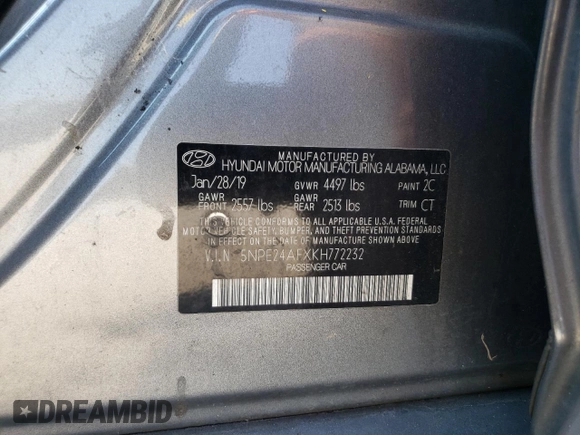 MANUFACTURED BY
HYUNDAI MOTOR MANUFACTURING ALABAMA, LLC
Jan/28/19 GVWR 4497 lbs PAINT 2C
GAWR FRONT 2557 lbs GAWR REAR 2513 lbs TRIM CT
THIS VEHICLE CONFORMS TO ALL APPLICABLE U.S.A. FEDERAL
MOTOR VEHICLE SAFETY, BUMPER, AND THEFT PREVENTION STANDARDS
IN EFFECT ON THE DATE OF MANUFACTURE SHOWN ABOVE.
V.I.N 5NPE24AFXKH772232
PASSENGER CAR
DREAMBID